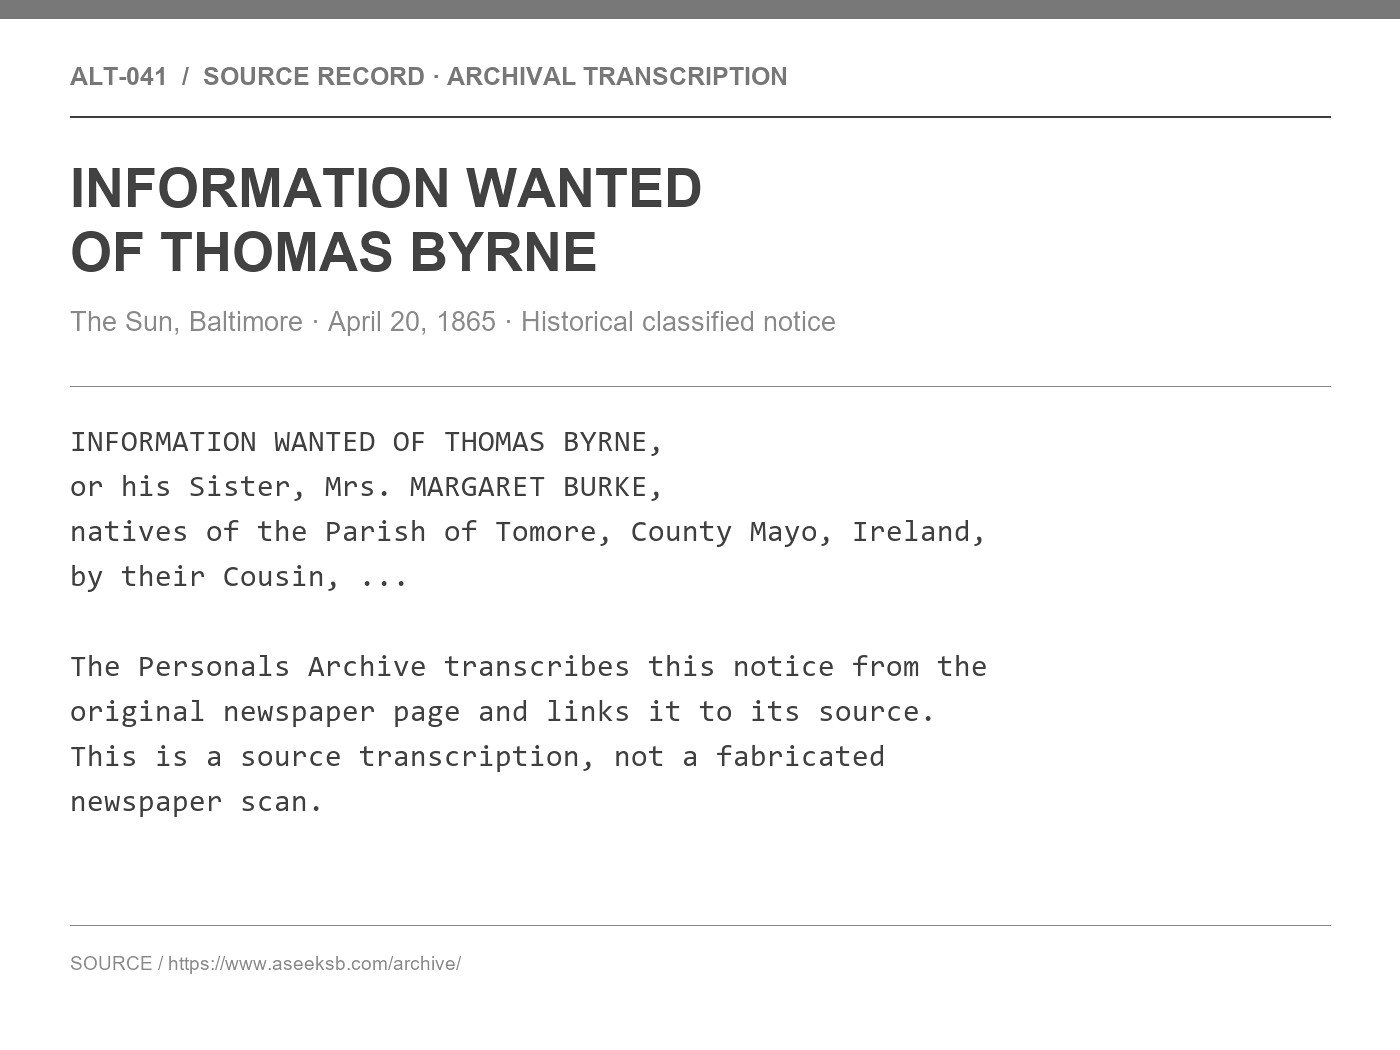 ALT-041 / SOURCE RECORD · ARCHIVAL TRANSCRIPTION
INFORMATION WANTED
OF THOMAS BYRNE
The Sun, Baltimore · April 20, 1865 · Historical classified notice
INFORMATION WANTED OF THOMAS BYRNE,
or his Sister, Mrs. MARGARET BURKE,
natives of the Parish of Tomore, County Mayo, Ireland,
by their Cousin, ...
The Personals Archive transcribes this notice from the
original newspaper page and links it to its source.
This is a source transcription, not a fabricated
newspaper scan.
SOURCE / https://www.aseeksb.com/archive/